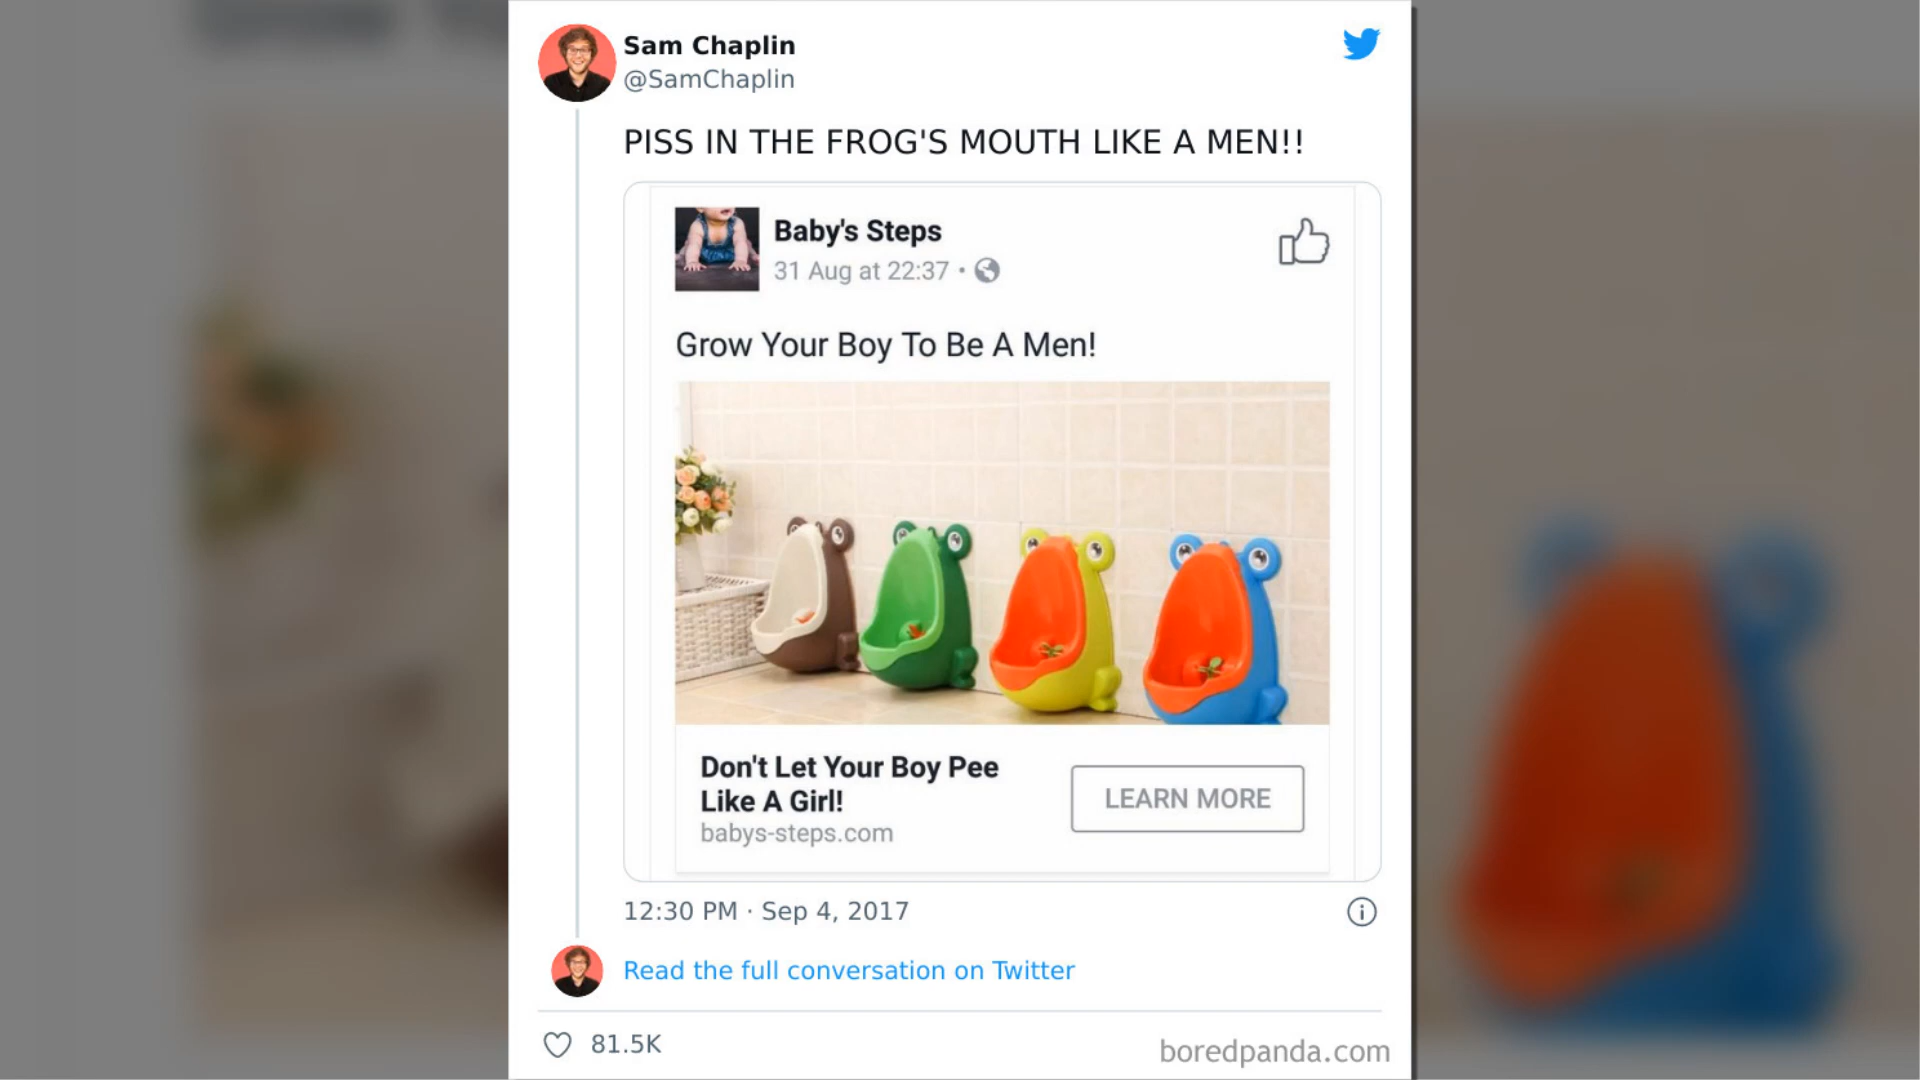 Sam Chaplin
@SamChaplin
PISS IN THE FROG'S MOUTH LIKE A MEN!!
Baby's Steps
31 Aug at 22:37 •
Grow Your Boy To Be A Men!
Don't Let Your Boy Pee
Like A Girl!
babys-steps.com
LEARN MORE
12:30 PM · Sep 4, 2017
Read the full conversation on Twitter
81.5K
boredpanda.com